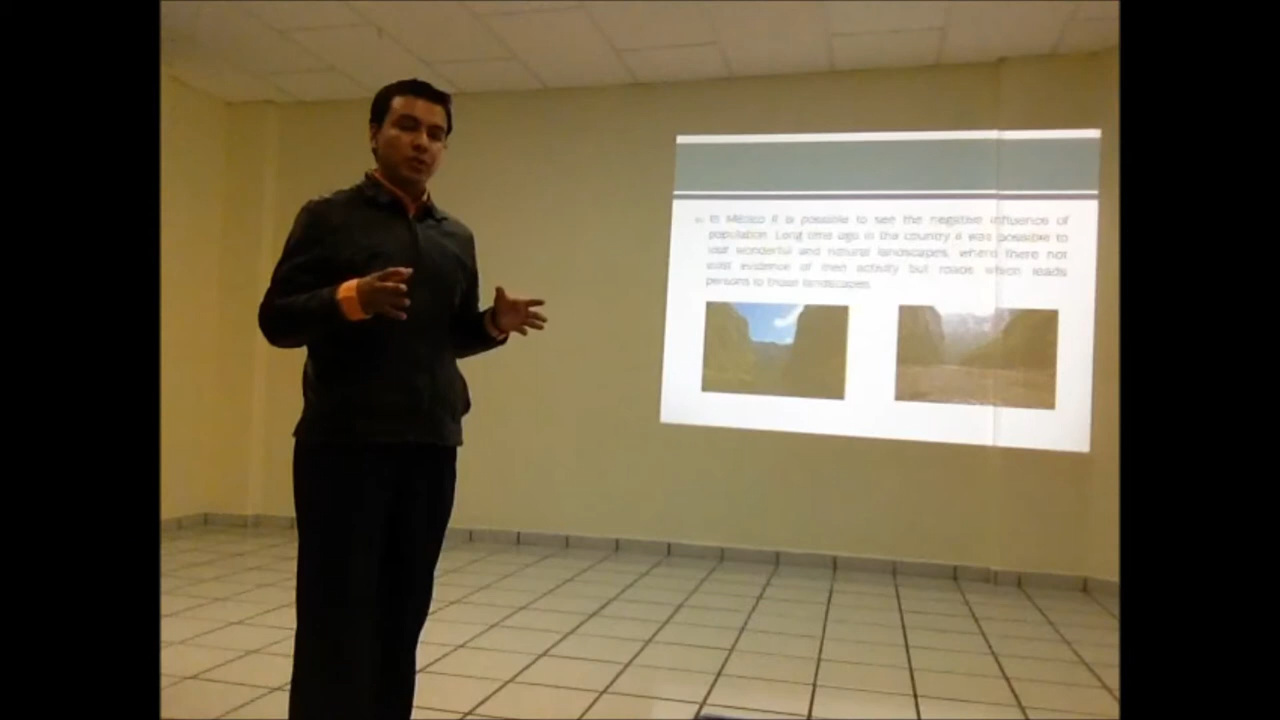 In México it is possible to see the negative influence of
population. Long time ago in the country it was possible to
wonderful and natural landscapes, where there not
exist evidence of men activity but roads which leads
persons to those landscapes.